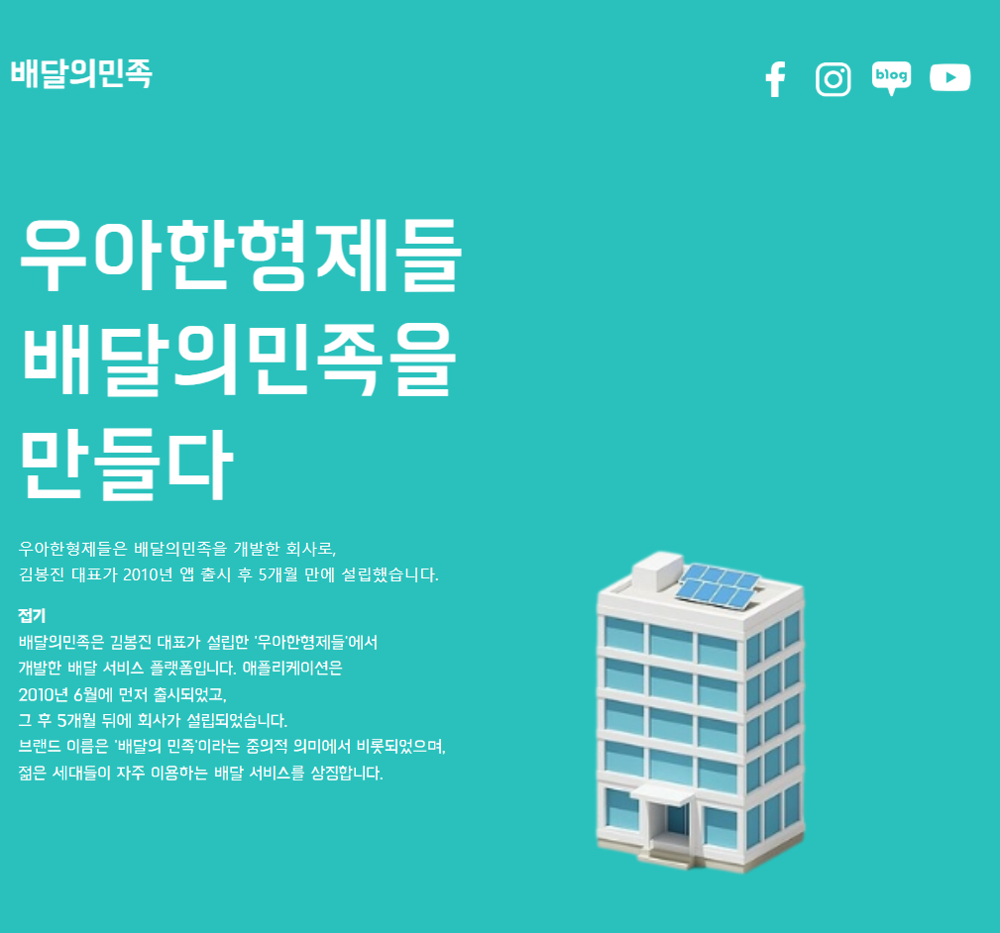 배달의민족
blog
우아한형제들
배달의민족을
만들다
우아한형제들은 배달의민족을 개발한 회사로,
김봉진 대표가 2010년 앱 출시 후 5개월 만에 설립했습니다.
접기
배달의민족은 김봄진 대표가 설립한 '우아한형제들'에서
개발한 배달 서비스 플랫폼입니다. 애플리케이션은
2010년 6월에 먼저 출시되었고,
그 후 5개월 뒤에 회사가 설립되었습니다.
브랜드 이름은 '배달의 민족'이라는 중의적 의미에서 비롯되었으며,
젊은 세대들이 자주 이용하는 배달 서비스를 상징합니다.